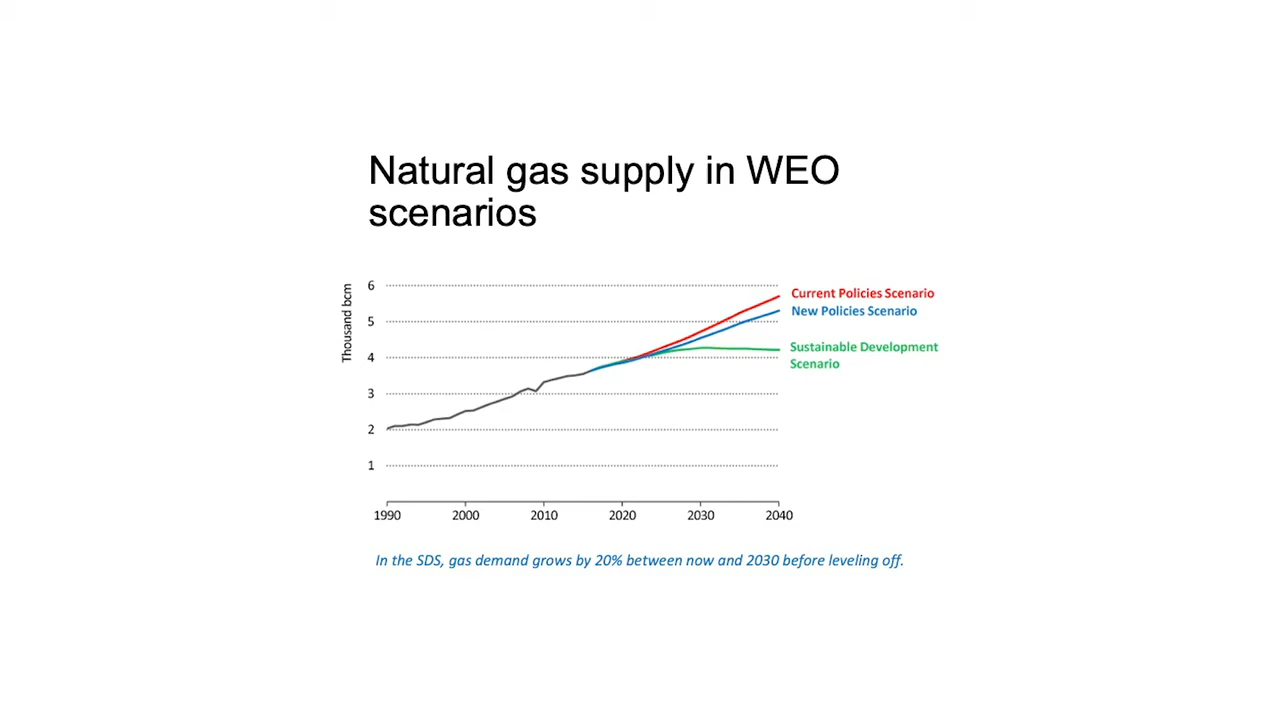 Natural gas supply in WEO
scenarios
Thousand bcm
6
5
4
3
2
1
1990 2000 2010 2020 2030 2040
Current Policies Scenario
New Policies Scenario
Sustainable Development
Scenario
In the SDS, gas demand grows by 20% between now and 2030 before leveling off.